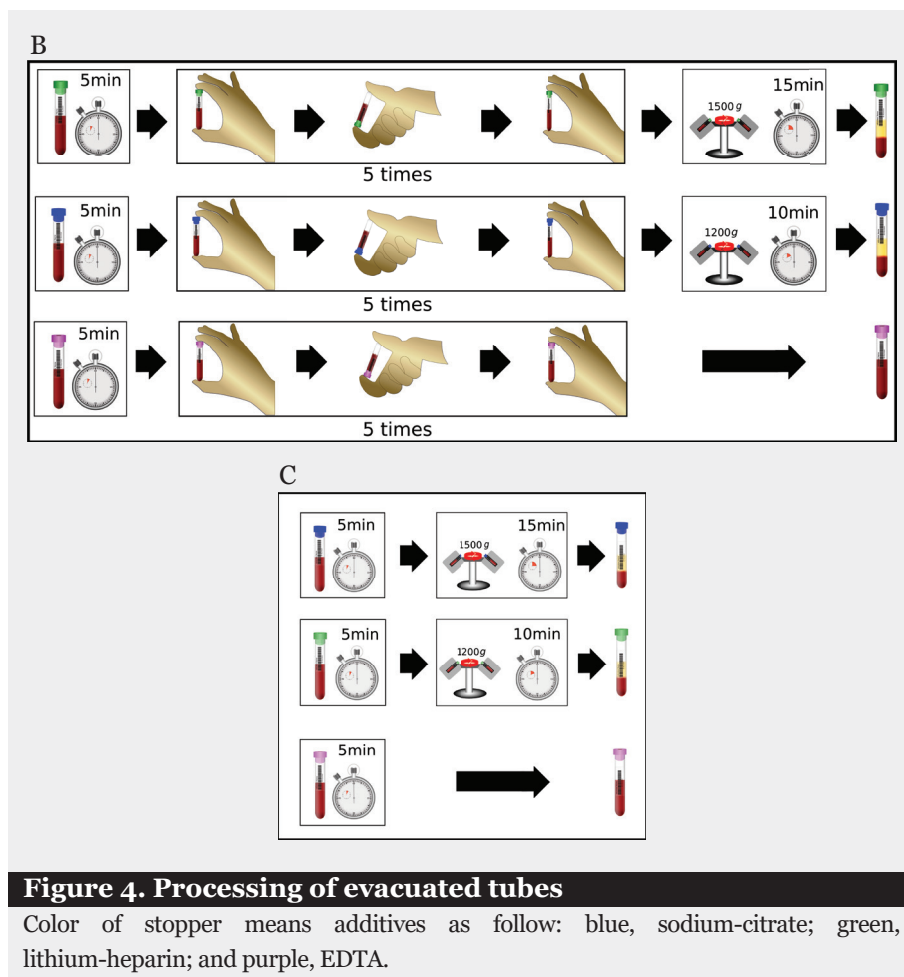 B
5min
1500 g
15min
5 times
5min
1200g
10min
5 times
5min
5 times
C
5min
1500 g
15min
5min
1200g
10min
5min
Figure 4. Processing of evacuated tubes
Color of stopper means additives as follow: blue, sodium-citrate; green,
lithium-heparin; and purple, EDTA.